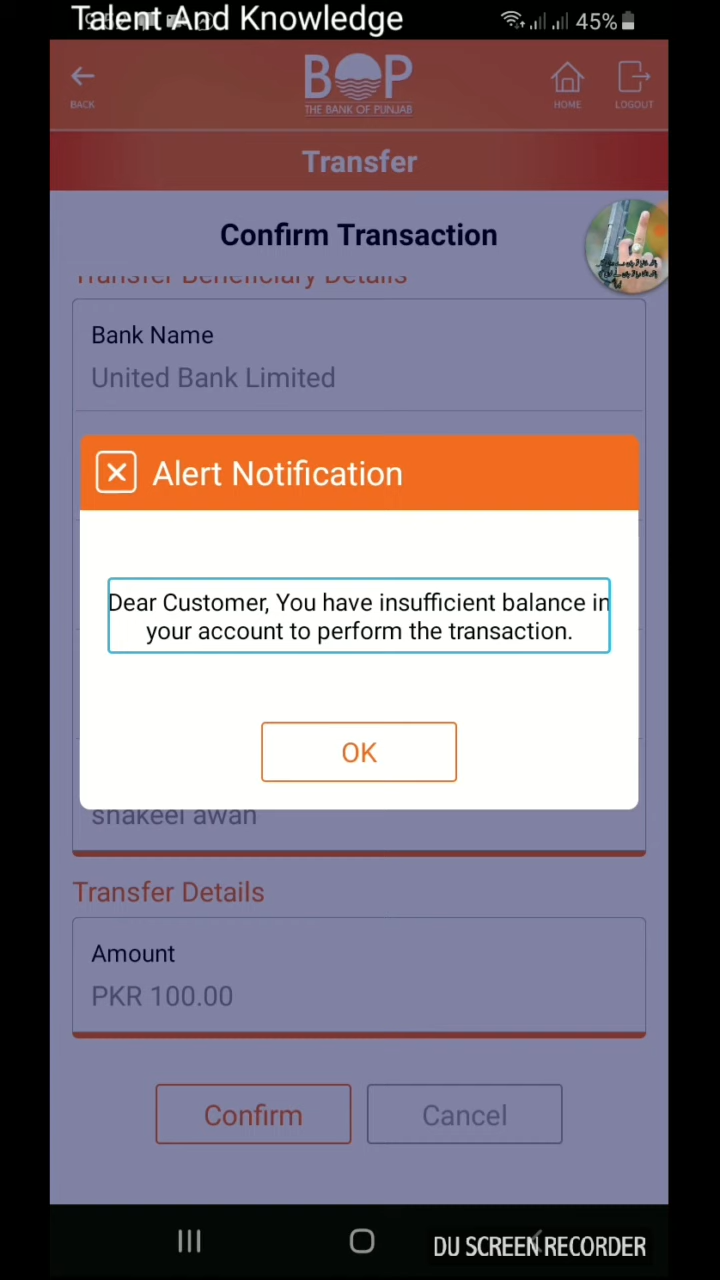 Talent And Knowledge
45%
BACK
BOP
THE BANK OF PUNJAB
HOME
LOGOUT
Transfer
Confirm Transaction
Transfer Beneficiary Details
Bank Name
United Bank Limited
Alert Notification
Dear Customer, You have insufficient balance in
your account to perform the transaction.
OK
shakeel awan
Transfer Details
Amount
PKR 100.00
Confirm
Cancel
DU SCREEN RECORDER